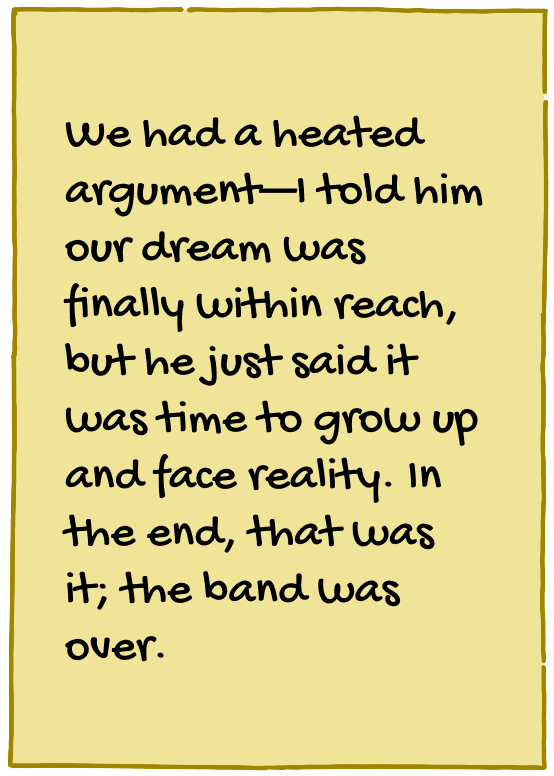 We had a heated
argument—I told him
our dream was
finally within reach,
but he just said it
was time to grow up
and face reality. In
the end, that was
it; the band was
over.